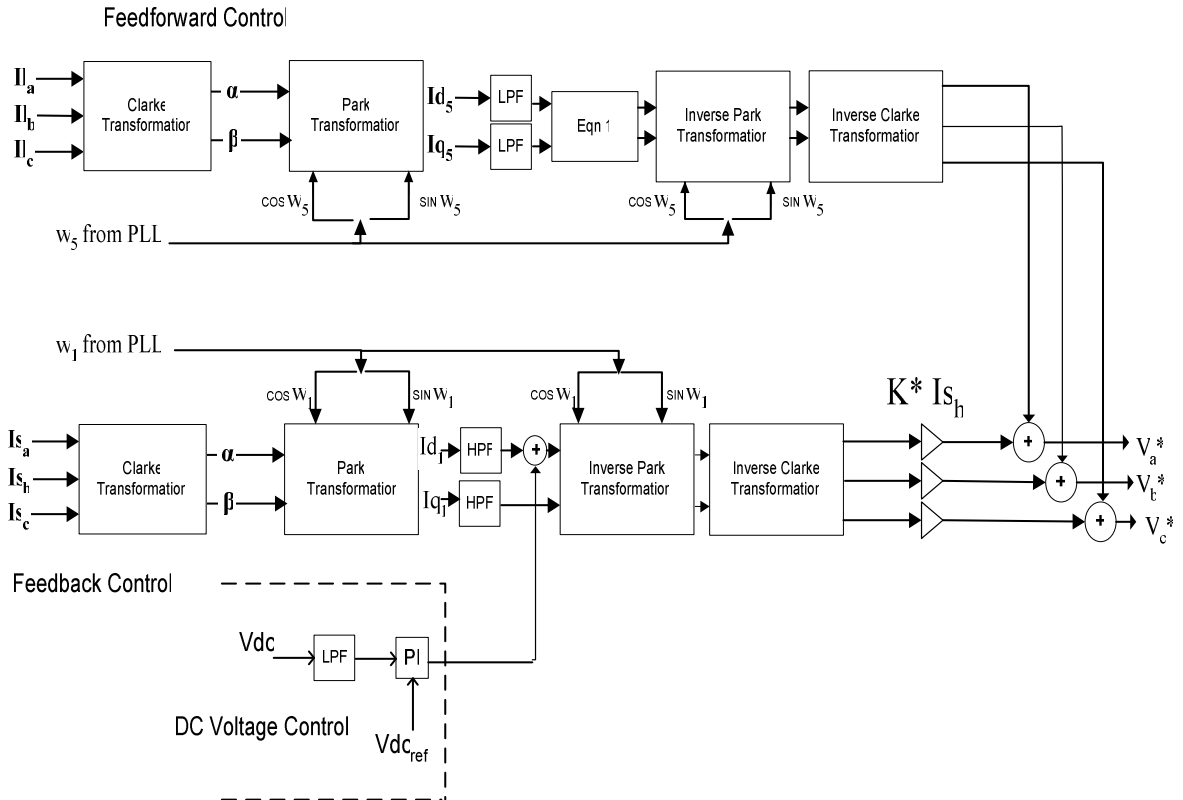 Feedforward Control
Il_a
Il_b
Il_c
Clarke Transformation
α
β
Park Transformation
Id_5
Iq_5
LPF
LPF
Eqn 1
Inverse Park Transformation
Inverse Clarke Transformation
COS W_5
SIN W_5
COS W_5
SIN W_5
w_5 from PLL
w_1 from PLL
COS W_1
SIN W_1
COS W_1
SIN W_1
K* Is_h
Is_a
Is_b
Is_c
Clarke Transformation
α
β
Park Transformation
Id_1
Iq_1
HPF
HPF
+
Inverse Park Transformation
Inverse Clarke Transformation
+
+
+
V_a*
V_b*
V_c*
Feedback Control
Vdc
LPF
PI
DC Voltage Control
Vdc_ref